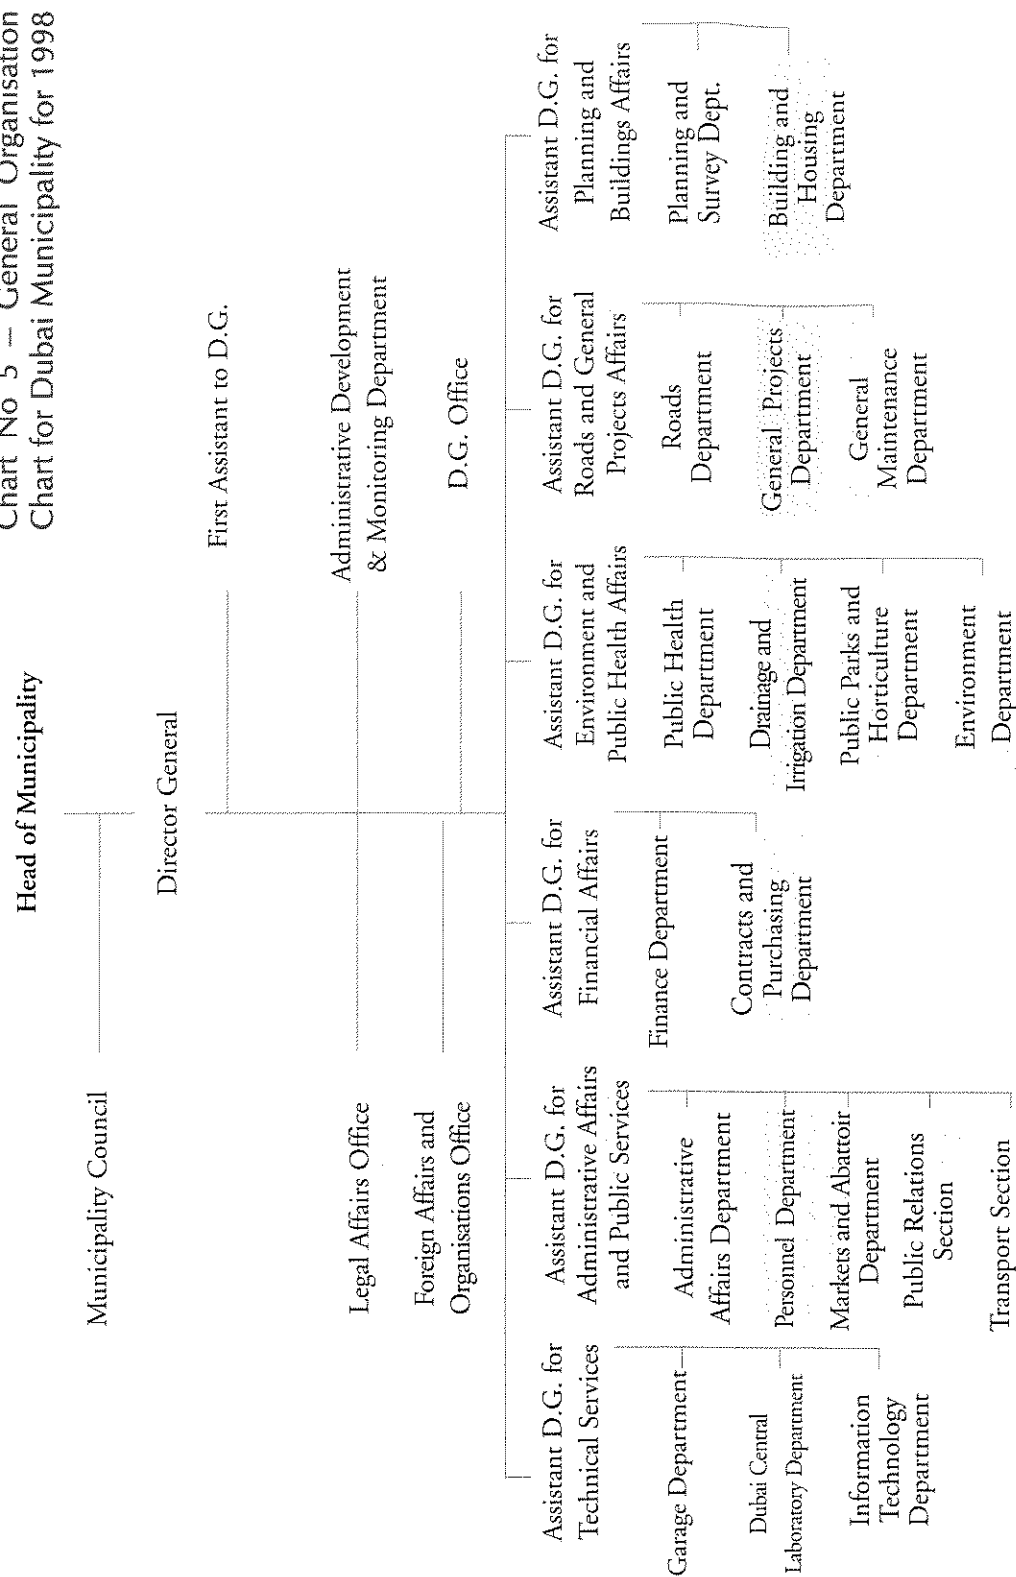 Chart No 5 – General Organisation
Chart for Dubai Municipality for 1998
Head of Municipality
Municipality Council
Director General
First Assistant to D.G.
Legal Affairs Office
Administrative Development
& Monitoring Department
Foreign Affairs and
Organisations Office
D.G. Office
Assistant D.G. for
Technical Services
Garage Department
Dubai Central
Laboratory Department
Information
Technology
Department
Assistant D.G. for
Administrative Affairs
and Public Services
Administrative
Affairs Department
Personnel Department
Markets and Abattoir
Department
Public Relations
Section
Transport Section
Assistant D.G. for
Financial Affairs
Finance Department
Contracts and
Purchasing
Department
Assistant D.G. for
Environment and
Public Health Affairs
Public Health
Department
Drainage and
Irrigation Department
Public Parks and
Horticulture
Department
Environment
Department
Assistant D.G. for
Roads and General
Projects Affairs
Roads
Department
General Projects
Department
General
Maintenance
Department
Assistant D.G. for
Planning and
Buildings Affairs
Planning and
Survey Dept.
Building and
Housing
Department